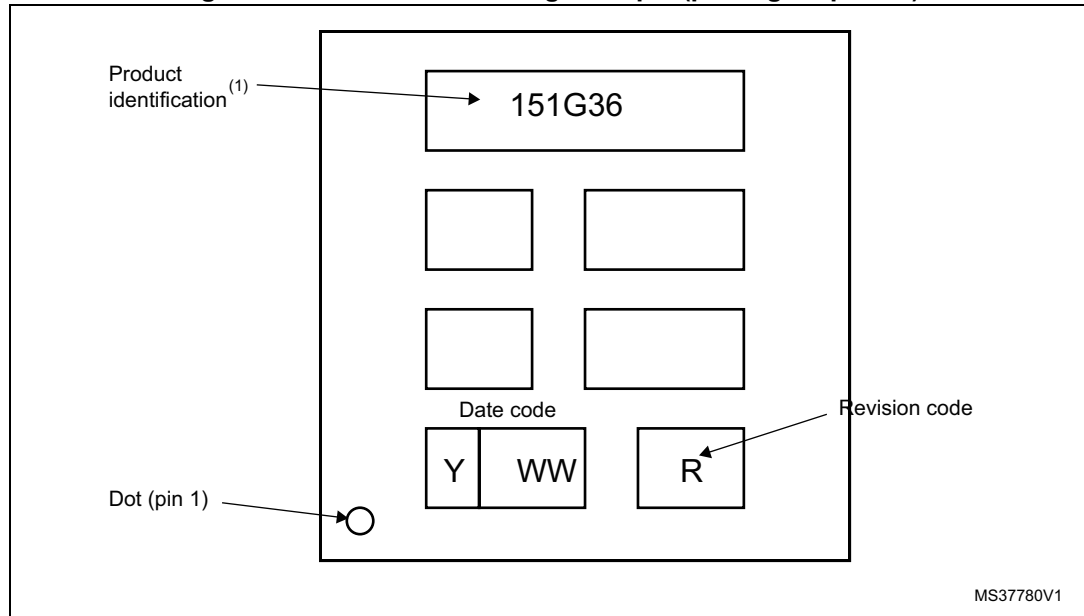 Product
identification(1)
151G36
Date code
Revision code
Y WW R
Dot (pin 1)
MS37780V1